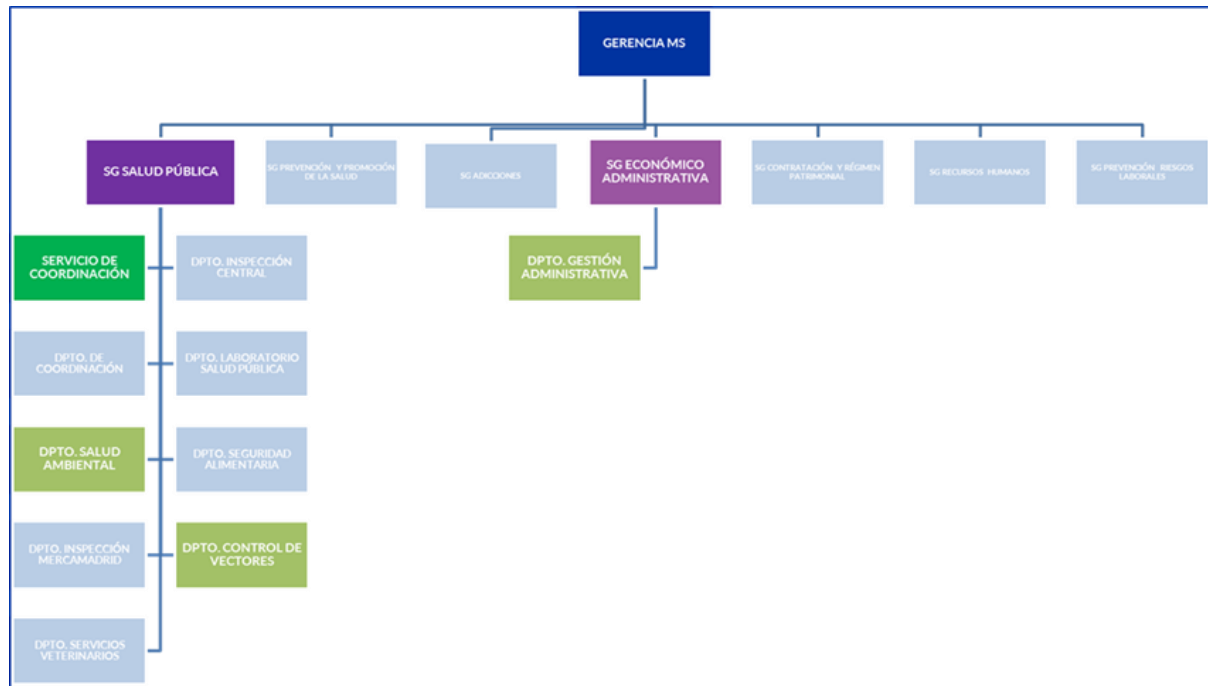 GERENCIA MS
SG SALUD PÚBLICA
SG PREVENCIÓN Y PROMOCIÓN
DE LA SALUD
SG ADICCIONES
SG ECONÓMICO
ADMINISTRATIVA
SG CONTRATACIÓN Y RÉGIMEN
PATRIMONIAL
SG RECURSOS HUMANOS
SG PREVENCIÓN RIESGOS
LABORALES
SERVICIO DE
COORDINACIÓN
DPTO. INSPECCIÓN
CENTRAL
DPTO. GESTIÓN
ADMINISTRATIVA
DPTO. DE
COORDINACIÓN
DPTO. LABORATORIO
SALUD PÚBLICA
DPTO. SALUD
AMBIENTAL
DPTO. SEGURIDAD
ALIMENTARIA
DPTO. INSPECCIÓN
MERCAMADRID
DPTO. CONTROL DE
VECTORES
DPTO. SERVICIOS
VETERINARIOS